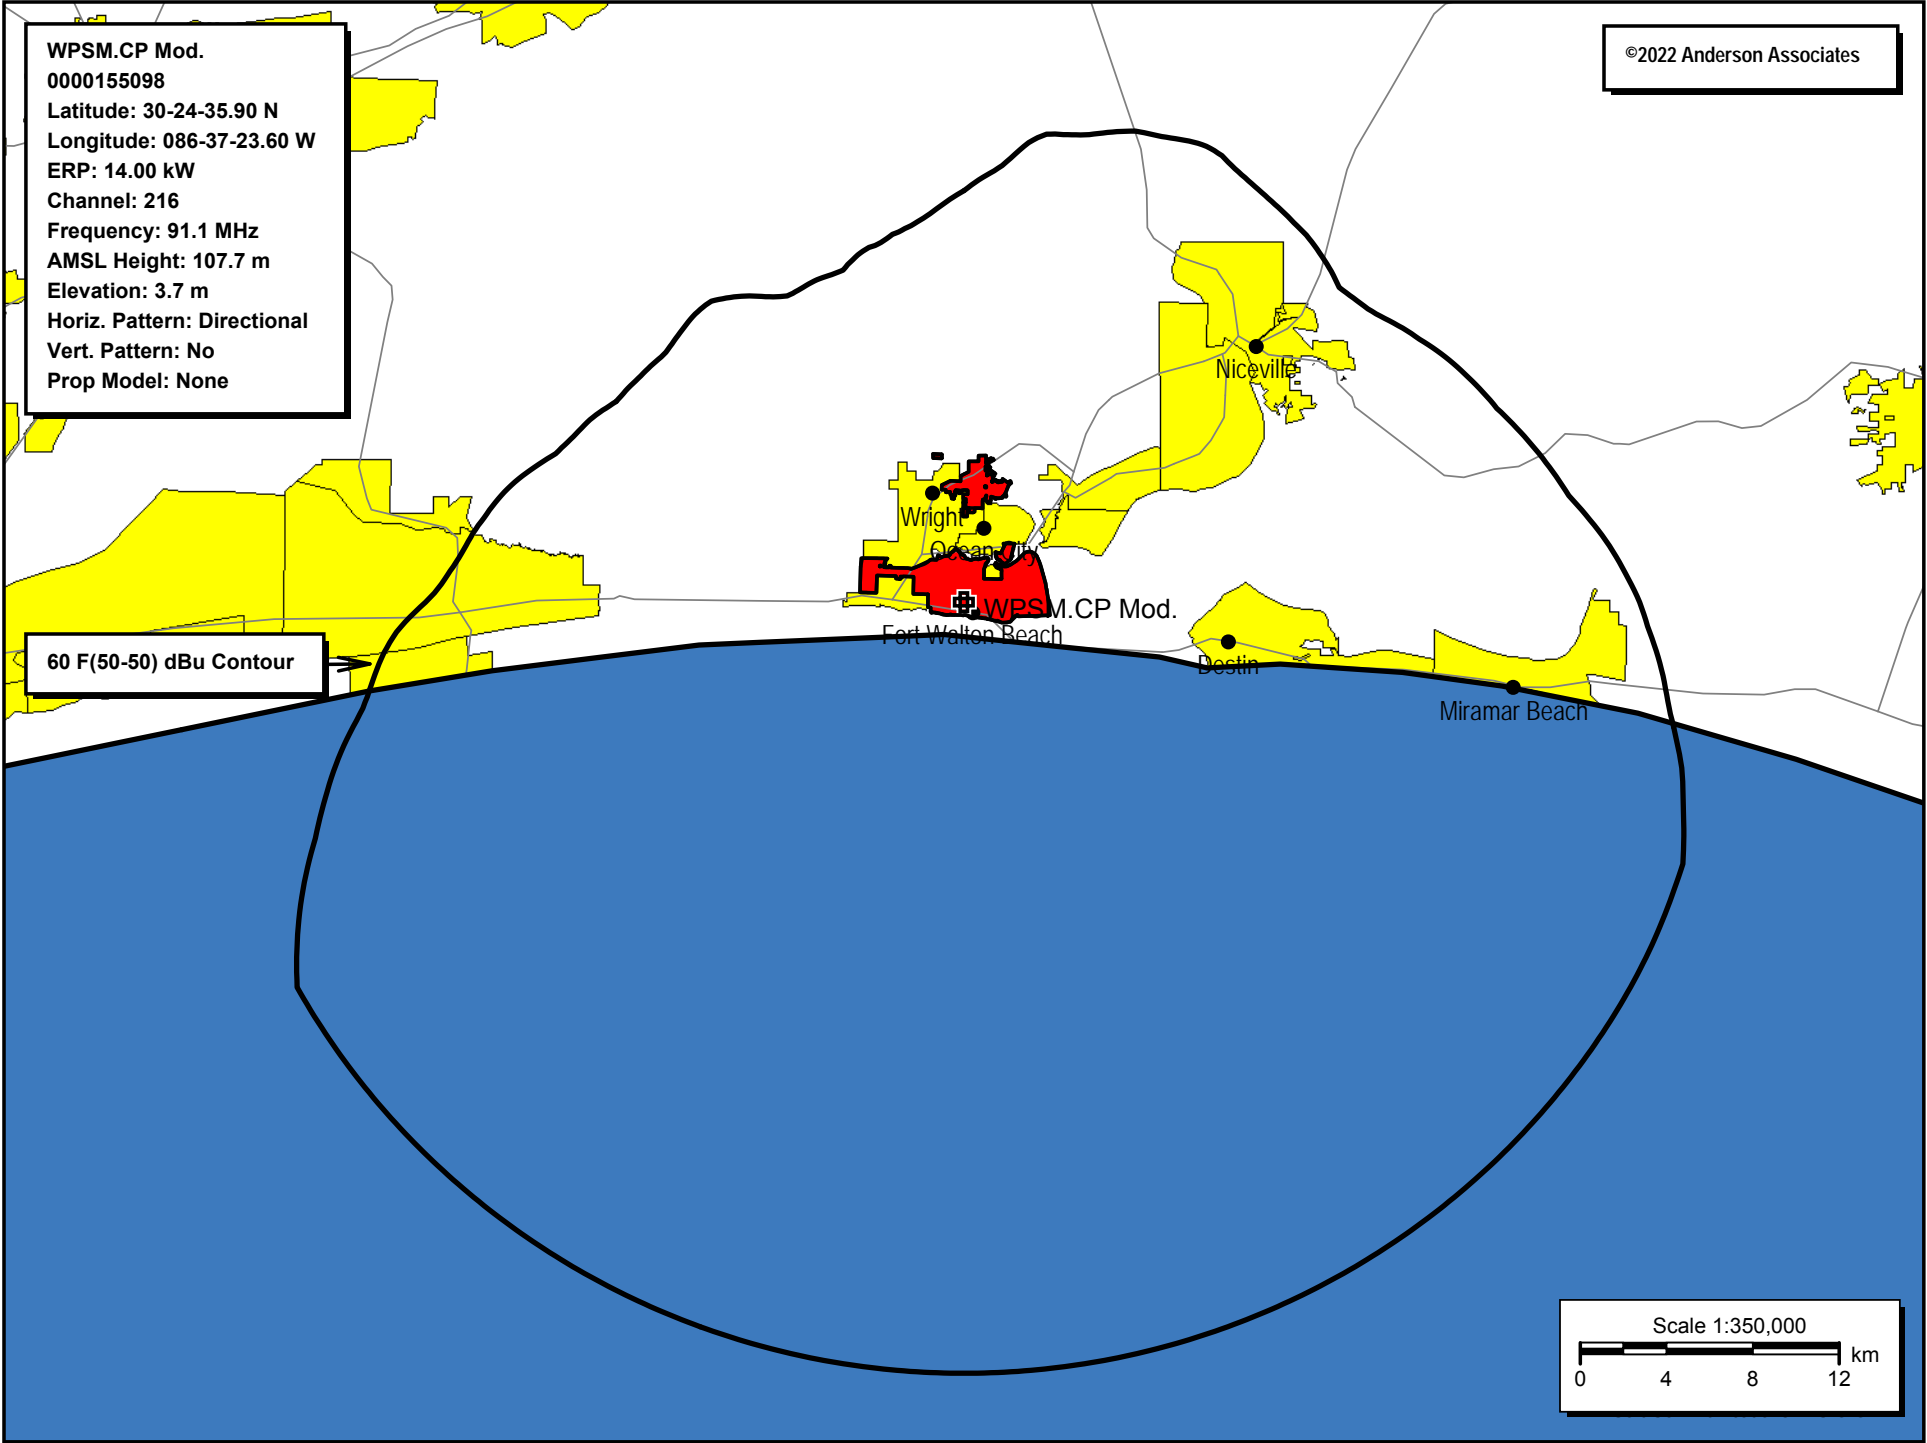 WPSM.CP Mod.
0000155098
Latitude: 30-24-35.90 N
Longitude: 086-37-23.60 W
ERP: 14.00 kW
Channel: 216
Frequency: 91.1 MHz
AMSL Height: 107.7 m
Elevation: 3.7 m
Horiz. Pattern: Directional
Vert. Pattern: No
Prop Model: None
©2022 Anderson Associates
Niceville
Wright
Ocean City
WPSM.CP Mod.
Fort Walton Beach
Destin
60 F(50-50) dBu Contour
Miramar Beach
Scale 1:350,000
km
0 4 8 12